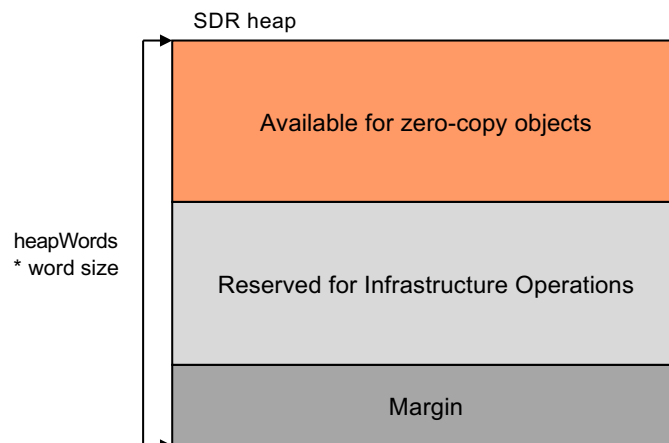 SDR heap
Available for zero-copy objects
heapWords
* word size
Reserved for Infrastructure Operations
Margin